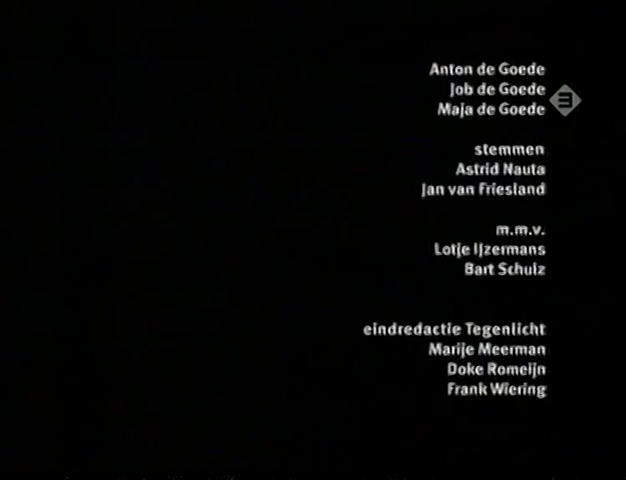 Anton de Goede
Job de Goede
Maja de Goede
3
stemmen
Astrid Nauta
Jan van Friesland
m.m.v.
Lotje Ijzermans
Bart Schulz
eindredactie Tegenlicht
Marije Meerman
Doke Romeijn
Frank Wiering